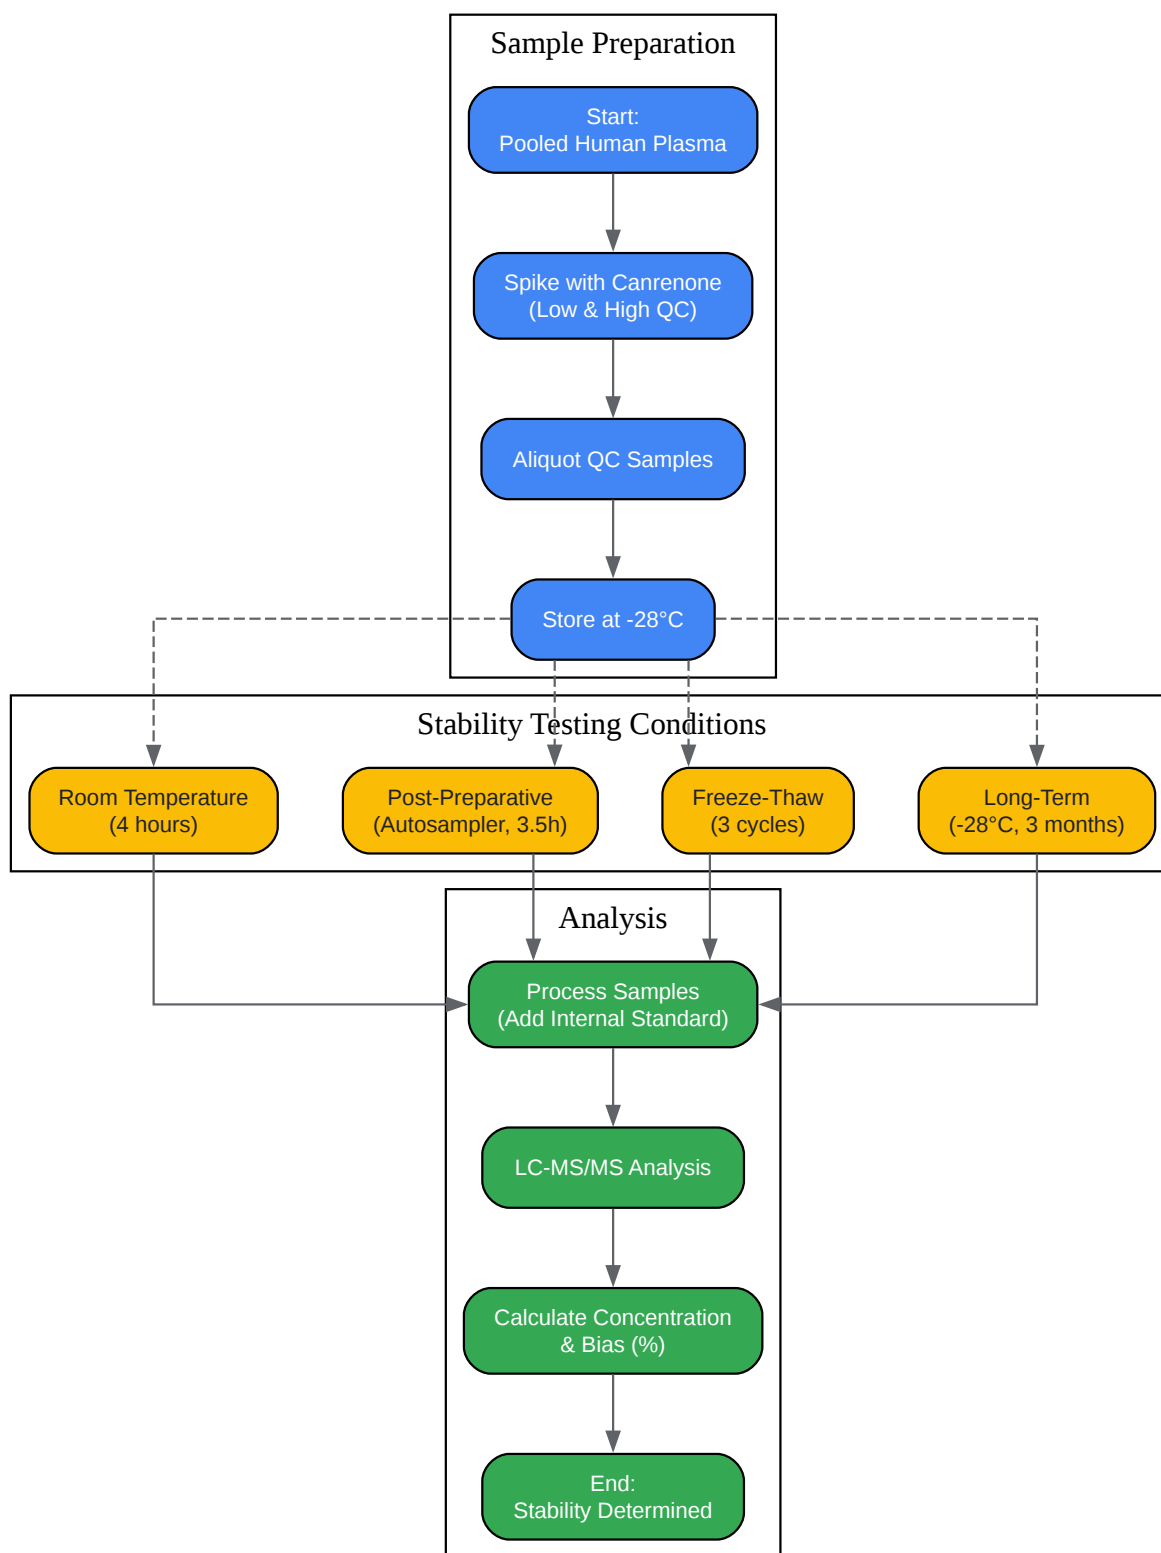 Sample Preparation
Start:
Pooled Human Plasma
Spike with Canrenone
(Low & High QC)
Aliquot QC Samples
Store at -28°C
Stability Testing Conditions
Room Temperature
(4 hours)
Post-Preparative
(Autosampler, 3.5h)
Freeze-Thaw
(3 cycles)
Long-Term
(-28°C, 3 months)
Analysis
Process Samples
(Add Internal Standard)
LC-MS/MS Analysis
Calculate Concentration
& Bias (%)
End:
Stability Determined